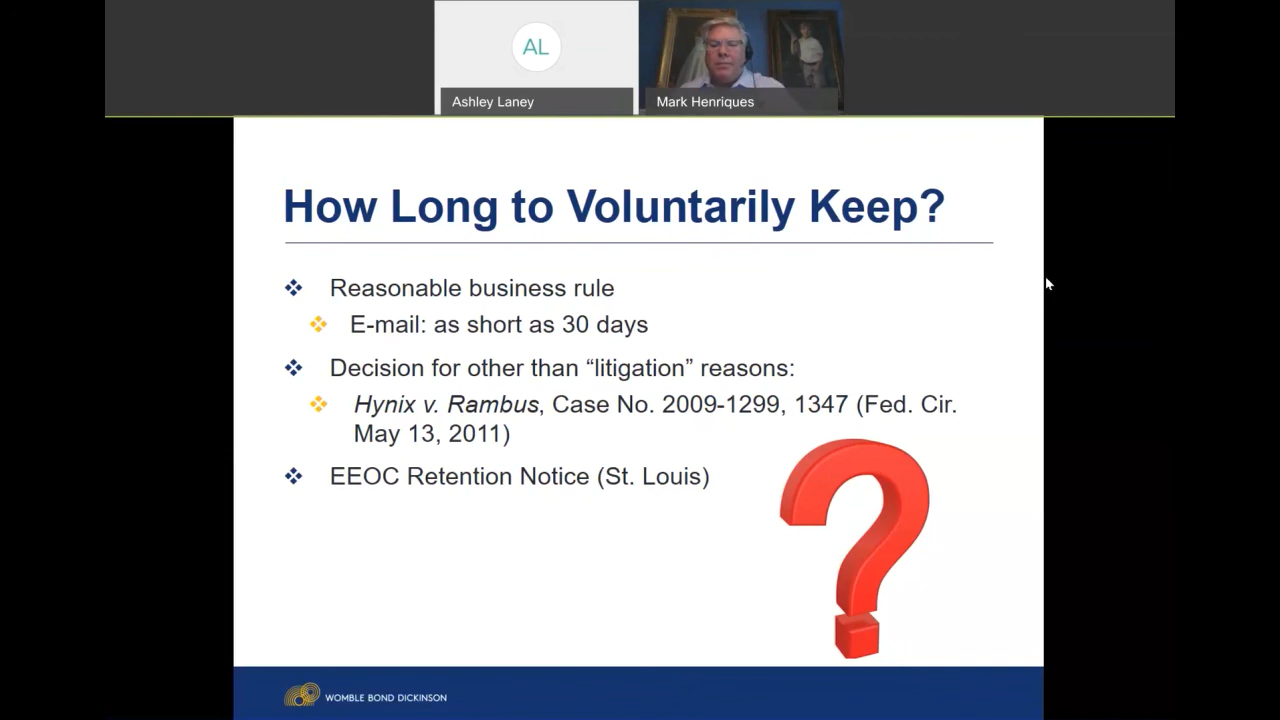 AL
Ashley Laney
Mark Henriques
How Long to Voluntarily Keep?
Reasonable business rule
E-mail: as short as 30 days
Decision for other than “litigation” reasons:
Hynix v. Rambus, Case No. 2009-1299, 1347 (Fed. Cir.
May 13, 2011)
EEOC Retention Notice (St. Louis)
?
WOMBLE BOND DICKINSON